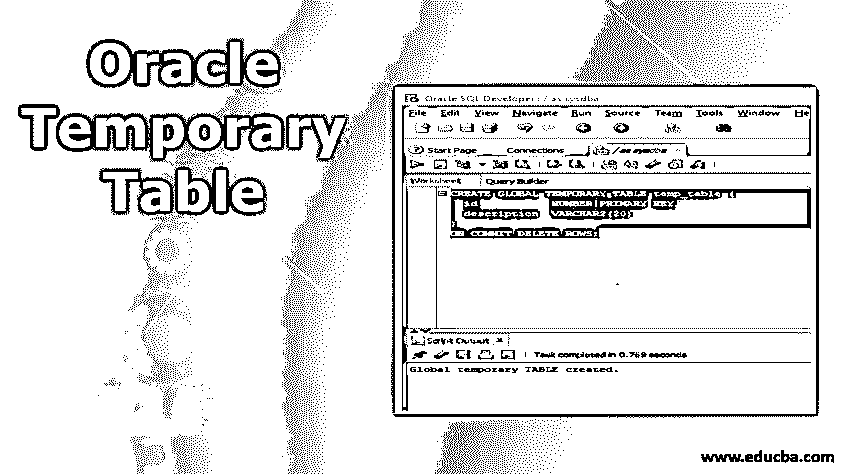 Oracle
Temporary
Table
Oracle SQL Developer : / as sysdba
File Edit View Navigate Run Source Team Tools Window He
Start Page Connections / as sysdba
Worksheet Query Builder
CREATE GLOBAL TEMPORARY TABLE temp_table (
id NUMBER PRIMARY KEY,
description VARCHAR2(20)
)
ON COMMIT DELETE ROWS;
Script Output
Task completed in 0.769 seconds
Global temporary TABLE created.
www.educba.com